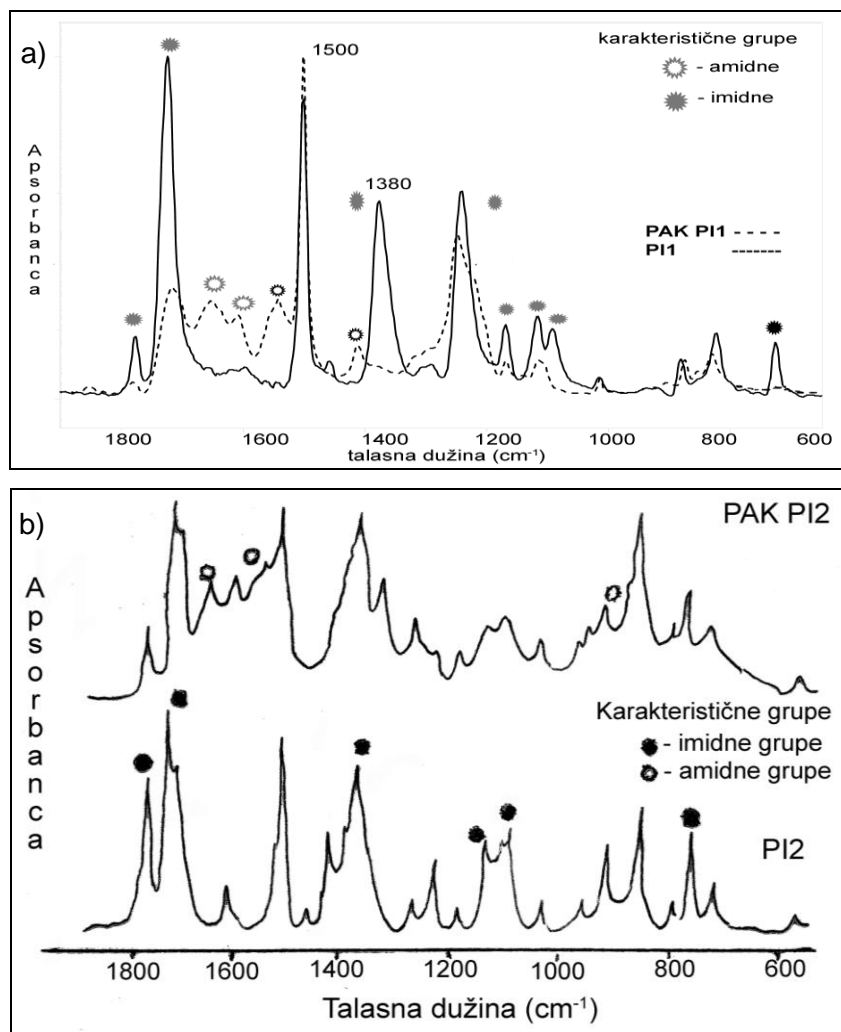 a)
1500
karakteristične grupe
- amidne
- imidne
1380
Apsorbanca
PAK PI1 - - - - - -
PI1 ----------
1800 1600 1400 1200 1000 800 600
talasna dužina (cm-1)
b)
PAK PI2
Apsorbanca
Karakteristične grupe
- imidne grupe
- amidne grupe
PI2
1800 1600 1400 1200 1000 800 600
Talasna dužina (cm-1)